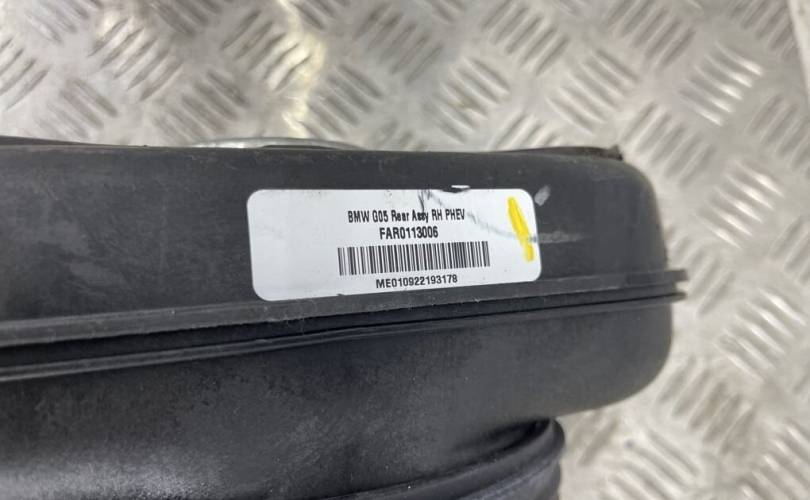 BMW G05 Rear Assy RH PHEV
FAR0113006
ME010922193178